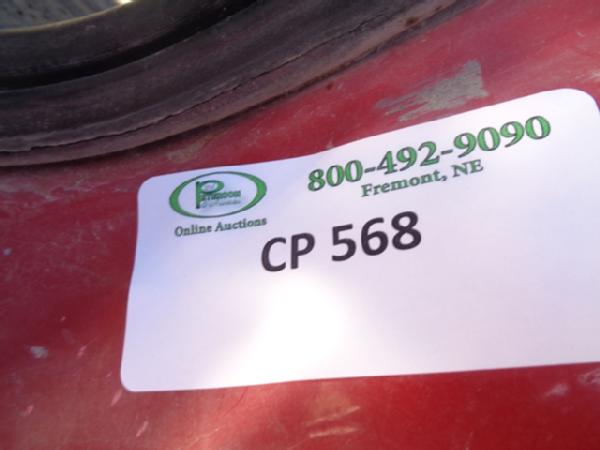 800-492-9090
Fremont, NE
Online Auctions
CP 568